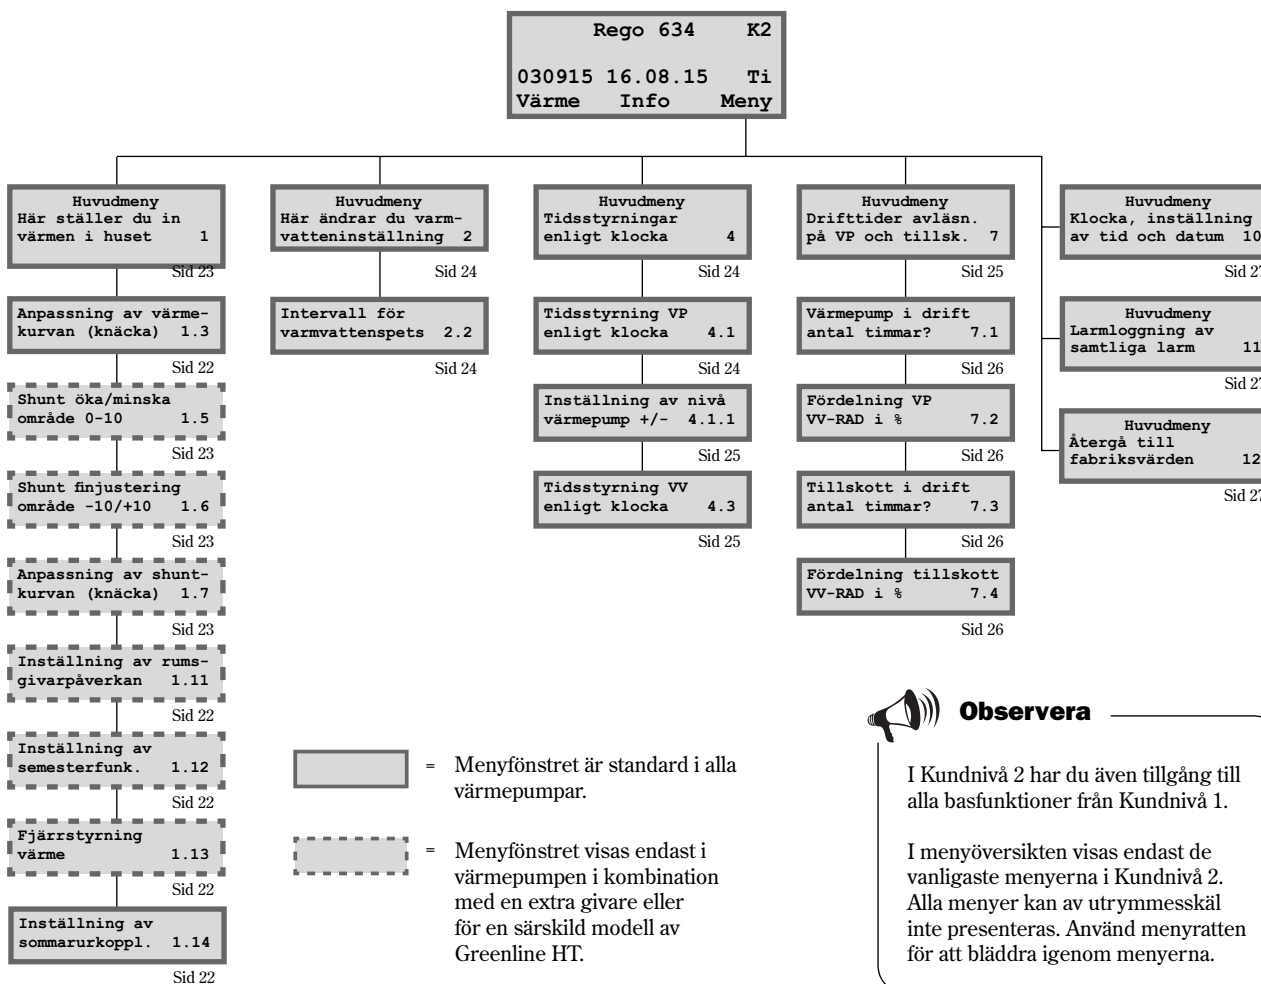 Rego 634 K2
030915 16.08.15 Ti
Värme Info Meny
Huvudmeny
Här ställer du in
värmen i huset 1
Sid 23
Anpassning av värme-
kurvan (knäcka) 1.3
Sid 22
Shunt öka/minska
område 0-10 1.5
Sid 23
Shunt finjustering
område -10/+10 1.6
Sid 23
Anpassning av shunt-
kurvan (knäcka) 1.7
Sid 23
Inställning av rums-
givarpåverkan 1.11
Sid 22
Inställning av
semesterfunk. 1.12
Sid 22
Fjärrstyrning
värme 1.13
Sid 22
Inställning av
sommarurkoppl. 1.14
Sid 22
Huvudmeny
Här ändrar du varm-
vatteninställning 2
Sid 24
Intervall för
varmvattenspets 2.2
Sid 24
Huvudmeny
Tidsstyrningar
enligt klocka 4
Sid 24
Tidsstyrning VP
enligt klocka 4.1
Sid 24
Inställning av nivå
värmepump +/- 4.1.1
Sid 25
Tidsstyrning VV
enligt klocka 4.3
Sid 25
Huvudmeny
Drifttider avläsn.
på VP och tillsk. 7
Sid 25
Värmepump i drift
antal timmar? 7.1
Sid 26
Fördelning VP
VV-RAD i % 7.2
Sid 26
Tillskott i drift
antal timmar? 7.3
Sid 26
Fördelning tillskott
VV-RAD i % 7.4
Sid 26
Huvudmeny
Klocka, inställning
av tid och datum 10
Sid 27
Huvudmeny
Larmloggning av
samtliga larm 11
Sid 27
Huvudmeny
Återgå till
fabriksvärden 12
Sid 27
= Menyfönstret är standard i alla
värmepumpar.
= Menyfönstret visas endast i
värmepumpen i kombination
med en extra givare eller
för en särskild modell av
Greenline HT.
Observera
I Kundnivå 2 har du även tillgång till
alla basfunktioner från Kundnivå 1.
I menyöversikten visas endast de
vanligaste menyerna i Kundnivå 2.
Alla menyer kan av utrymmesskäl
inte presenteras. Använd menyratten
för att bläddra igenom menyerna.